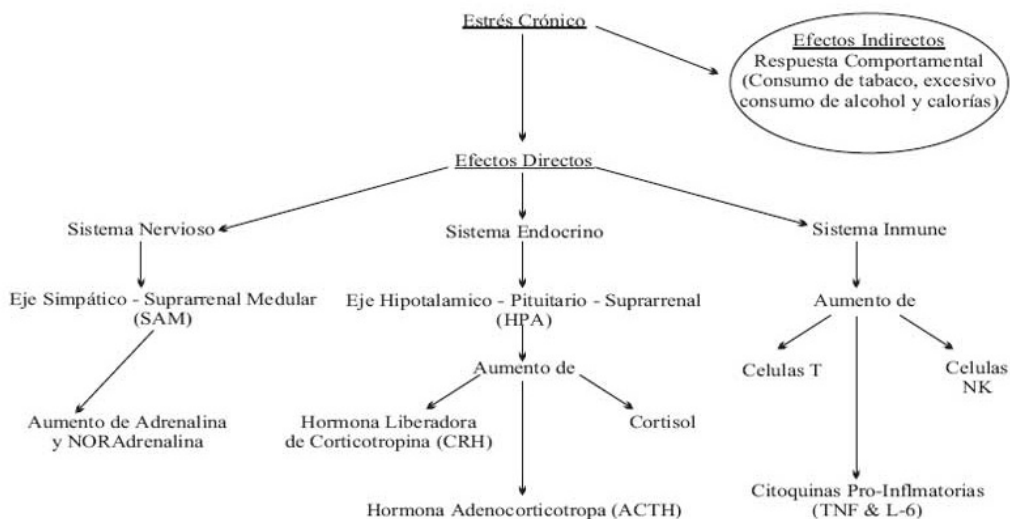 Estrés Crónico
Efectos Indirectos
Respuesta Comportamental
(Consumo de tabaco, excesivo
consumo de alcohol y calorías)
Efectos Directos
Sistema Nervioso
Sistema Endocrino
Sistema Inmune
Eje Simpático - Suprarrenal Medular
(SAM)
Eje Hipotalamico - Pituitario - Suprarrenal
(HPA)
Aumento de
Aumento de
Celulas T
Celulas
NK
Aumento de Adrenalina
y NORAdrenalina
Hormona Liberadora
de Corticotropina (CRH)
Cortisol
Hormona Adenocorticotropa (ACTH)
Citoquinas Pro-Inflmatorias
(TNF & L-6)